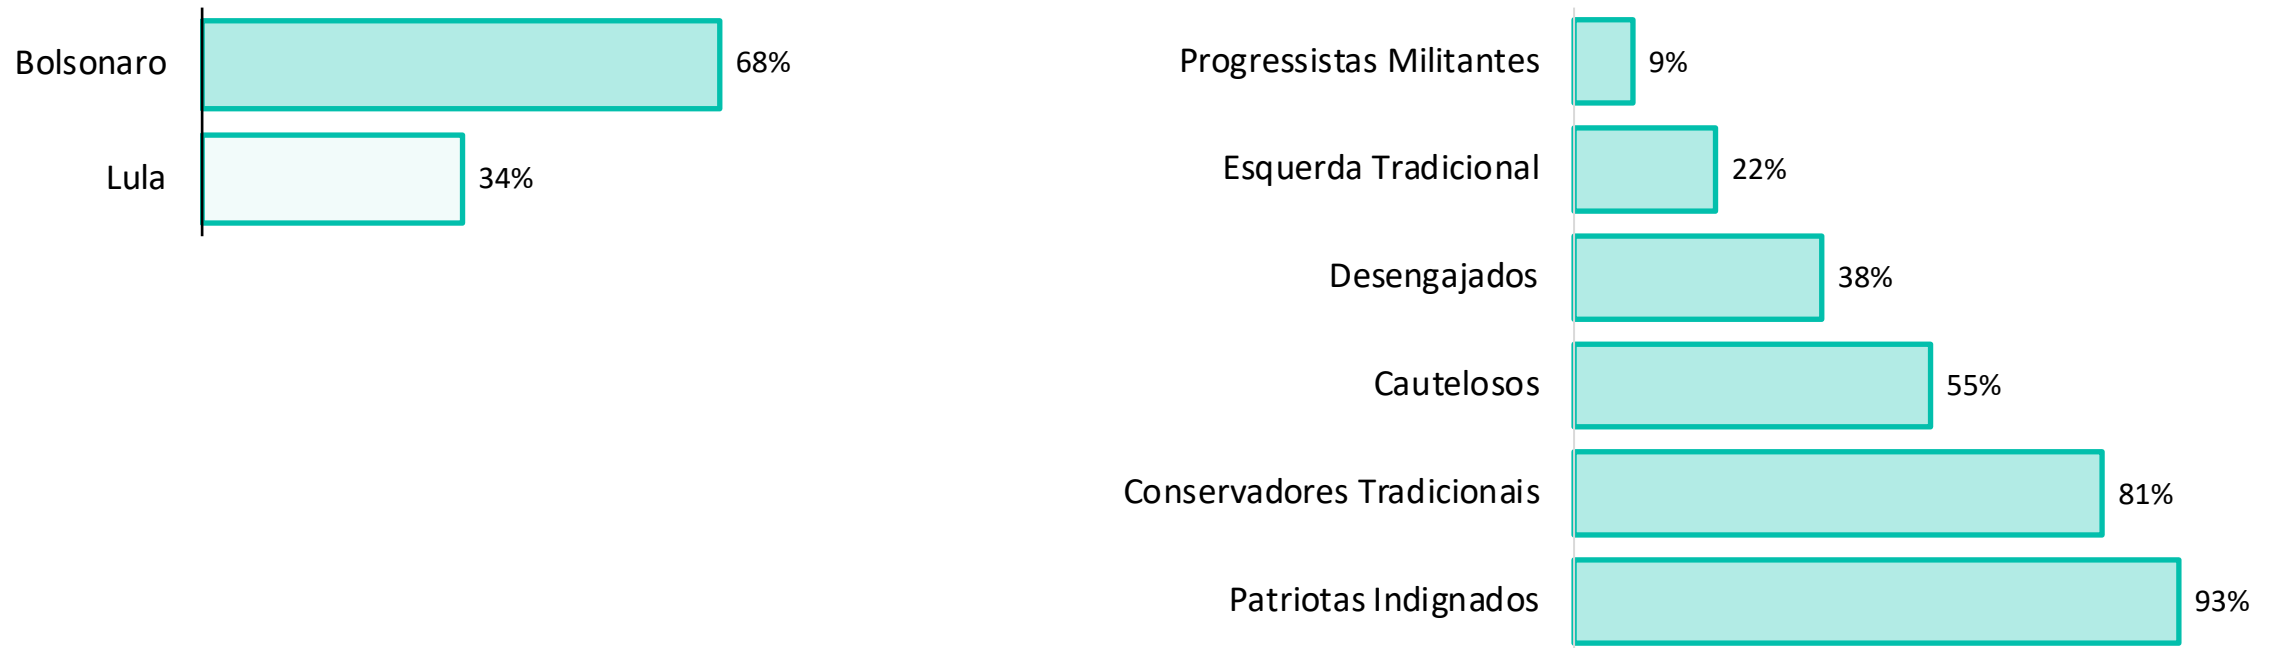 Bolsonaro 68%
Lula 34%
Progressistas Militantes 9%
Esquerda Tradicional 22%
Desengajados 38%
Cautelosos 55%
Conservadores Tradicionais 81%
Patriotas Indignados 93%